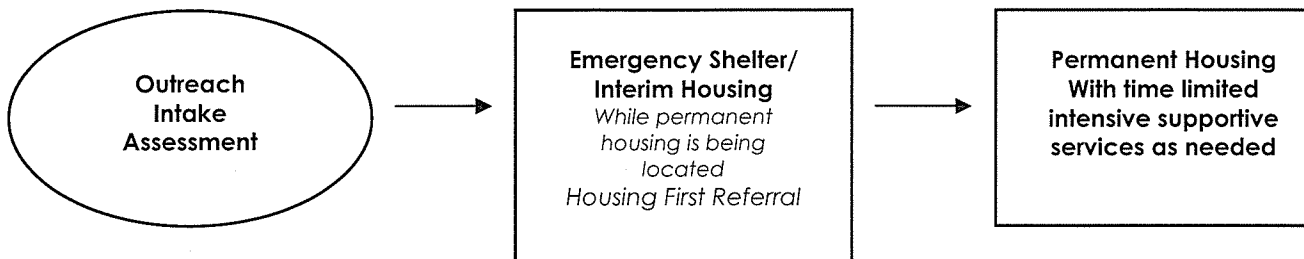 Outreach
Intake
Assessment
Emergency Shelter/
Interim Housing
While permanent
housing is being
located
Housing First Referral
Permanent Housing
With time limited
intensive supportive
services as needed